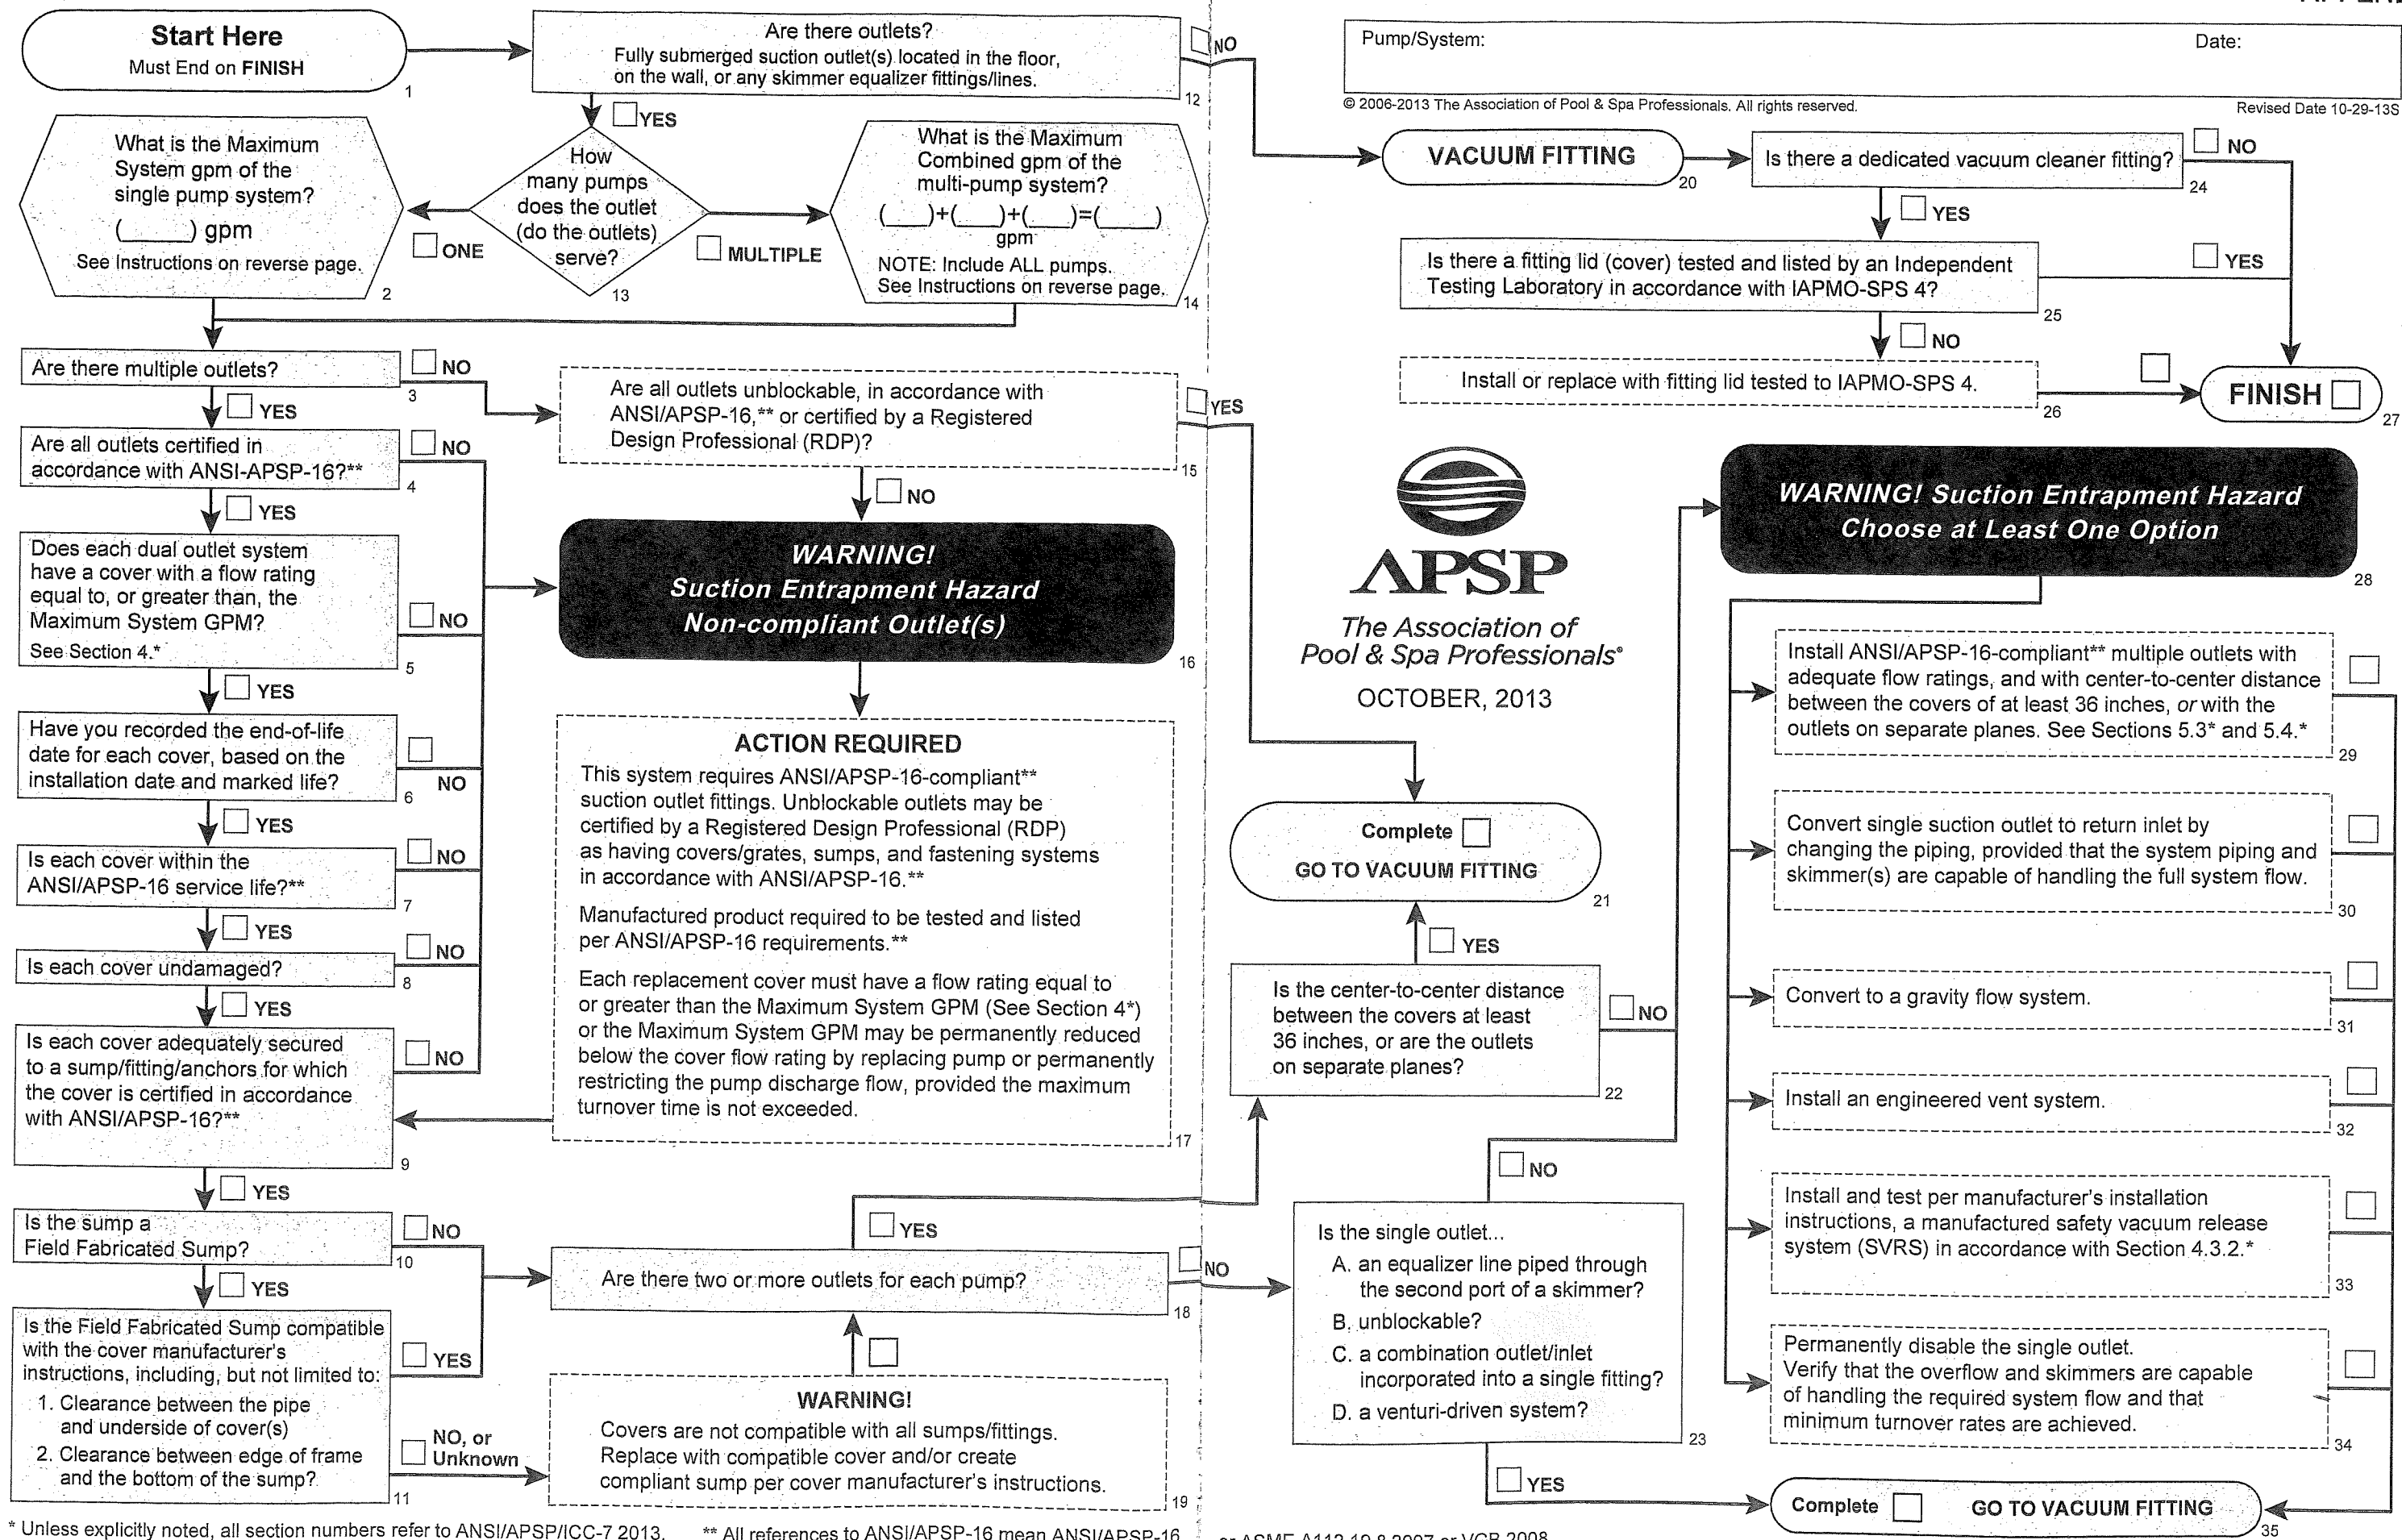 Start Here
Must End on FINISH
1
Are there outlets?
Fully submerged suction outlet(s) located in the floor,
on the wall, or any skimmer equalizer fittings/lines.
12
NO
YES
What is the Maximum
System gpm of the
single pump system?
(_____) gpm
See Instructions on reverse page.
2
ONE
How
many pumps
does the outlet
(do the outlets)
serve?
13
MULTIPLE
What is the Maximum
Combined gpm of the
multi-pump system?
(___)+(___)+(___)=(____)
gpm
NOTE: Include ALL pumps.
See Instructions on reverse page.
14
Are there multiple outlets?
3
NO
YES
Are all outlets certified in
accordance with ANSI-APSP-16?**
4
NO
YES
Does each dual outlet system
have a cover with a flow rating
equal to, or greater than, the
Maximum System GPM?
See Section 4.*
5
NO
YES
Have you recorded the end-of-life
date for each cover, based on the
installation date and marked life?
6
NO
YES
Is each cover within the
ANSI/APSP-16 service life?**
7
NO
YES
Is each cover undamaged?
8
NO
YES
Is each cover adequately secured
to a sump/fitting/anchors for which
the cover is certified in accordance
with ANSI/APSP-16?**
9
NO
YES
Is the sump a
Field Fabricated Sump?
10
NO
YES
Is the Field Fabricated Sump compatible
with the cover manufacturer's
instructions, including, but not limited to:
1. Clearance between the pipe
and underside of cover(s)
2. Clearance between edge of frame
and the bottom of the sump?
11
YES
NO, or
Unknown
Are all outlets unblockable, in accordance with
ANSI/APSP-16,** or certified by a Registered
Design Professional (RDP)?
15
YES
NO
WARNING!
Suction Entrapment Hazard
Non-compliant Outlet(s)
16
ACTION REQUIRED
This system requires ANSI/APSP-16-compliant**
suction outlet fittings. Unblockable outlets may be
certified by a Registered Design Professional (RDP)
as having covers/grates, sumps, and fastening systems
in accordance with ANSI/APSP-16.**
Manufactured product required to be tested and listed
per ANSI/APSP-16 requirements.**
Each replacement cover must have a flow rating equal to
or greater than the Maximum System GPM (See Section 4*)
or the Maximum System GPM may be permanently reduced
below the cover flow rating by replacing pump or permanently
restricting the pump discharge flow, provided the maximum
turnover time is not exceeded.
17
YES
Are there two or more outlets for each pump?
18
NO
WARNING!
Covers are not compatible with all sumps/fittings.
Replace with compatible cover and/or create
compliant sump per cover manufacturer's instructions.
19
Pump/System:
Date:
© 2006-2013 The Association of Pool & Spa Professionals. All rights reserved.
Revised Date 10-29-13S
VACUUM FITTING
20
Is there a dedicated vacuum cleaner fitting?
24
NO
YES
Is there a fitting lid (cover) tested and listed by an Independent
Testing Laboratory in accordance with IAPMO-SPS 4?
25
YES
NO
Install or replace with fitting lid tested to IAPMO-SPS 4.
26
FINISH
27
APSP
The Association of
Pool & Spa Professionals®
OCTOBER, 2013
Complete
GO TO VACUUM FITTING
21
YES
Is the center-to-center distance
between the covers at least
36 inches, or are the outlets
on separate planes?
22
NO
NO
Is the single outlet...
A. an equalizer line piped through
the second port of a skimmer?
B. unblockable?
C. a combination outlet/inlet
incorporated into a single fitting?
D. a venturi-driven system?
23
YES
WARNING! Suction Entrapment Hazard
Choose at Least One Option
28
Install ANSI/APSP-16-compliant** multiple outlets with
adequate flow ratings, and with center-to-center distance
between the covers of at least 36 inches, or with the
outlets on separate planes. See Sections 5.3* and 5.4.*
29
Convert single suction outlet to return inlet by
changing the piping, provided that the system piping and
skimmer(s) are capable of handling the full system flow.
30
Convert to a gravity flow system.
31
Install an engineered vent system.
32
Install and test per manufacturer's installation
instructions, a manufactured safety vacuum release
system (SVRS) in accordance with Section 4.3.2.*
33
Permanently disable the single outlet.
Verify that the overflow and skimmers are capable
of handling the required system flow and that
minimum turnover rates are achieved.
34
Complete
GO TO VACUUM FITTING
35
* Unless explicitly noted, all section numbers refer to ANSI/APSP/ICC-7 2013. ** All references to ANSI/APSP-16 mean ANSI/APSP-16